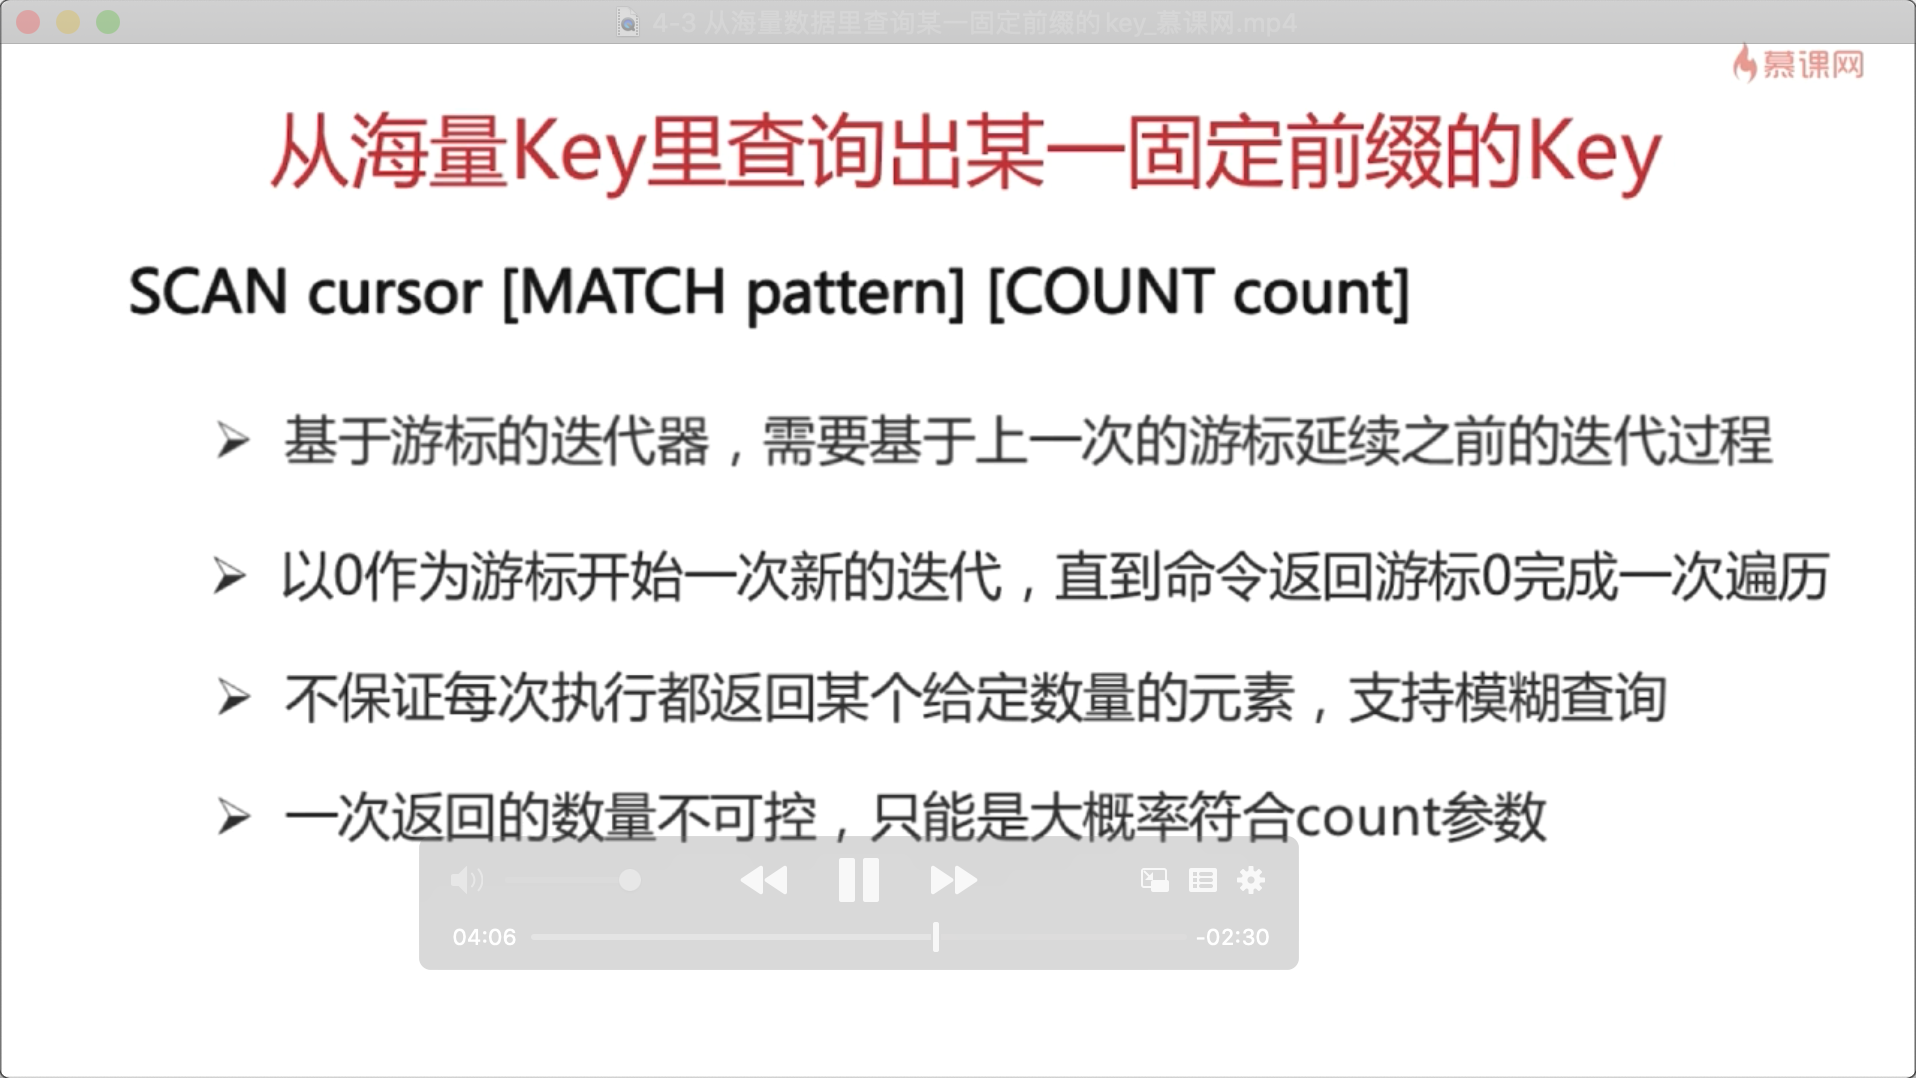 4-3 从海量数据里查询某一固定前缀的key_慕课网.mp4
慕课网
从海量Key里查询出某一固定前缀的Key
SCAN cursor [MATCH pattern] [COUNT count]
基于游标的迭代器，需要基于上一次的游标延续之前的迭代过程
以0作为游标开始一次新的迭代，直到命令返回游标0完成一次遍历
不保证每次执行都返回某个给定数量的元素，支持模糊查询
一次返回的数量不可控，只能是大概率符合count参数
04:06
-02:30